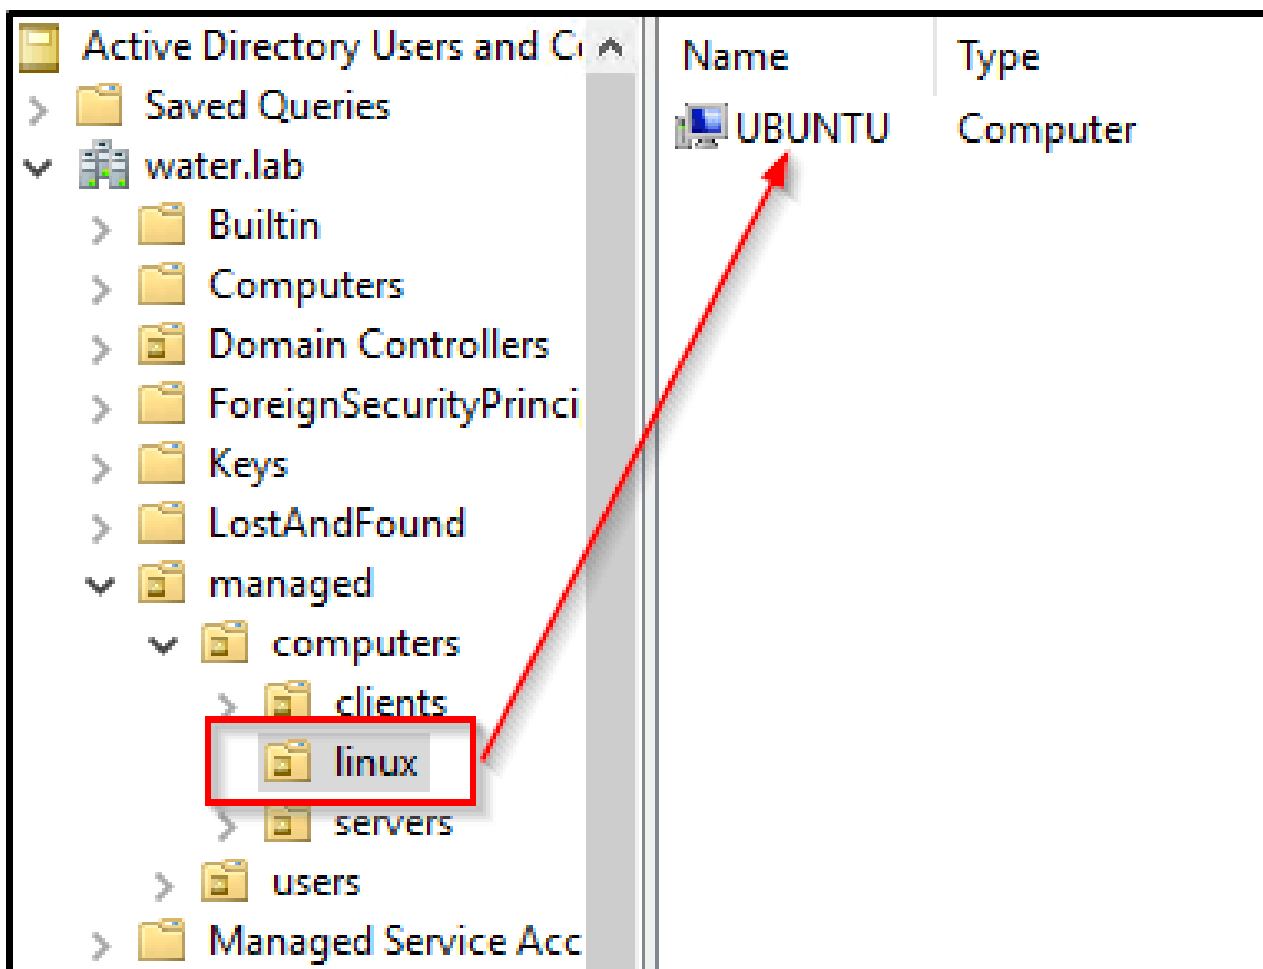 Active Directory Users and C
Saved Queries
water.lab
Builtin
Computers
Domain Controllers
ForeignSecurityPrinci
Keys
LostAndFound
managed
computers
clients
linux
servers
users
Managed Service Acc
Name Type
UBUNTU Computer